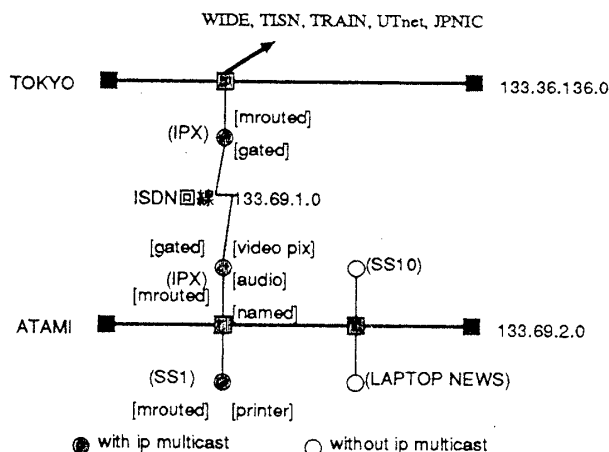 WIDE, TISN, TRAIN, UTnet, JPNIC
TOKYO
133.36.136.0
[mrouted]
(IPX)
[gated]
ISDN回線
133.69.1.0
[gated]
[video pix]
(SS10)
(IPX)
[audio]
[mrouted]
[named]
ATAMI
133.69.2.0
(SS1)
(LAPTOP NEWS)
[mrouted]
[printer]
with ip multicast
without ip multicast